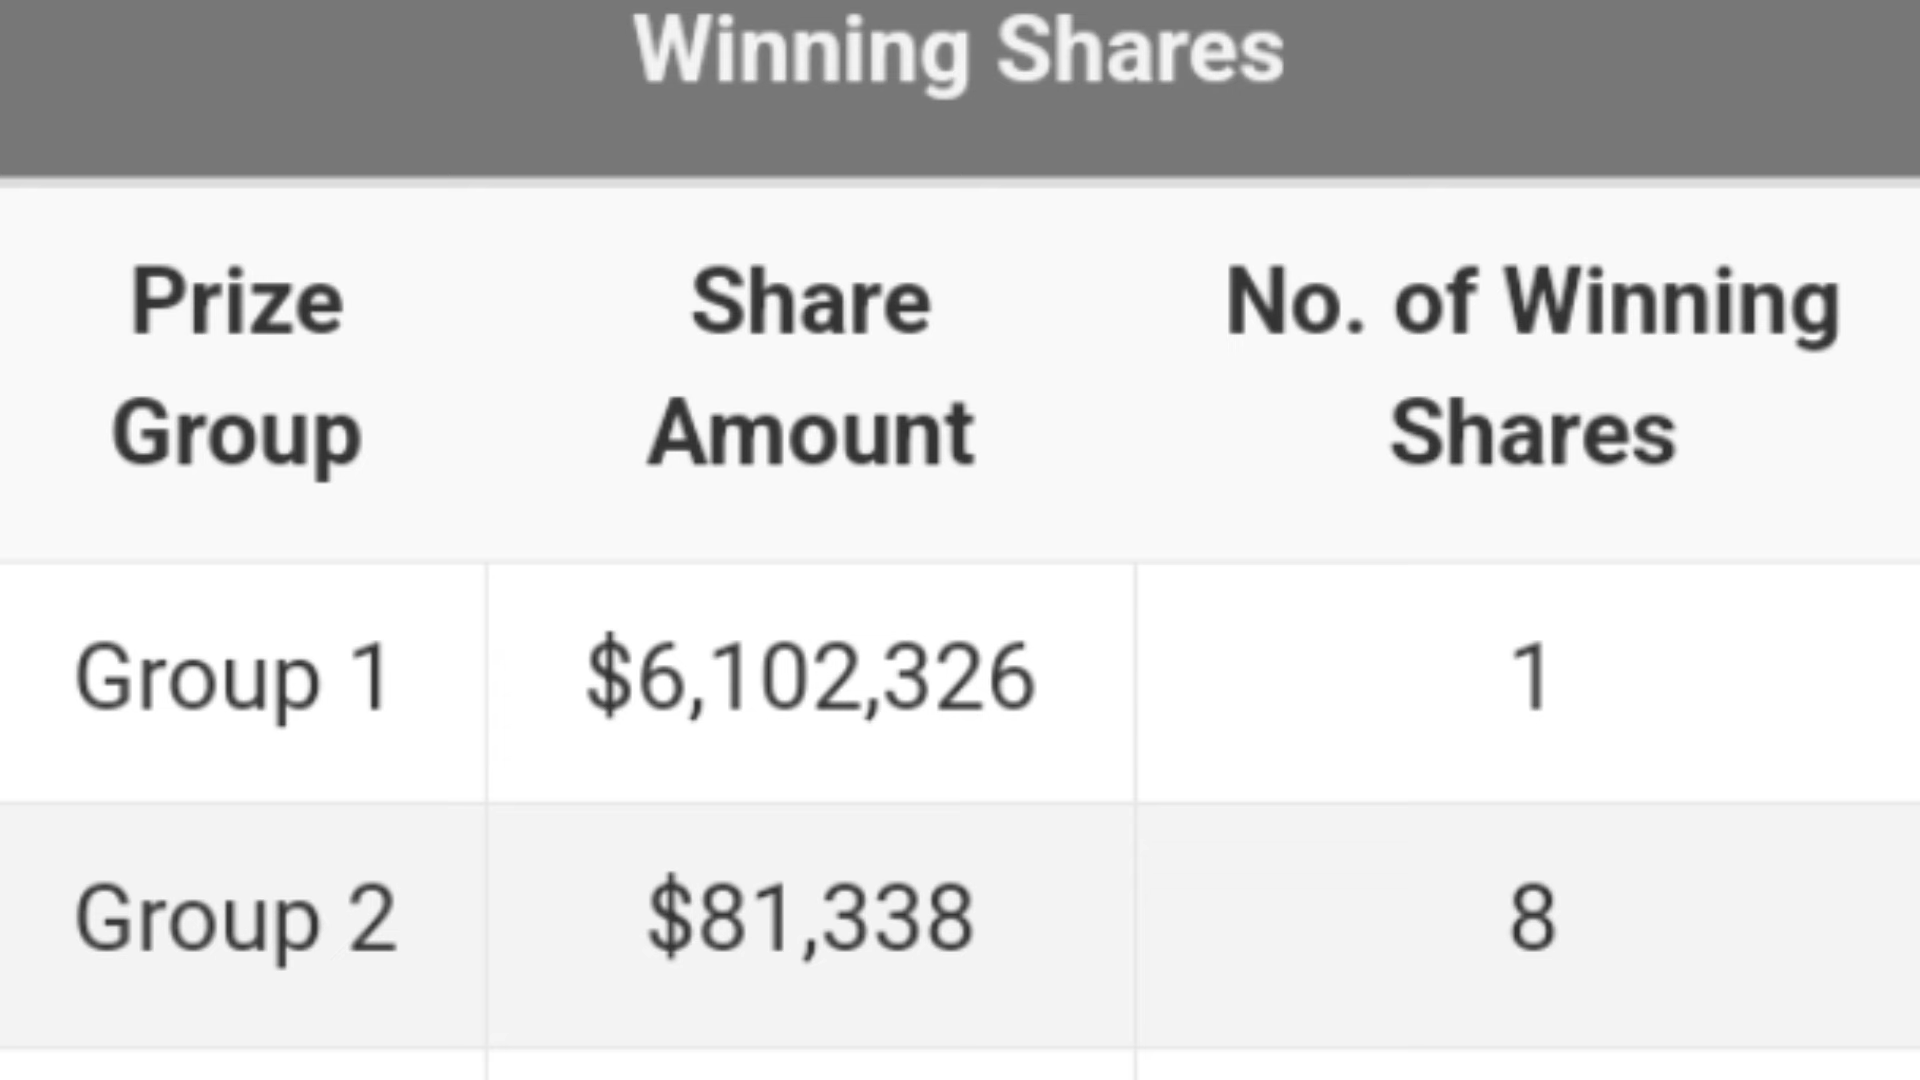 Winning Shares
Prize Group
Share Amount
No. of Winning Shares
Group 1 $6,102,326 1
Group 2 $81,338 8